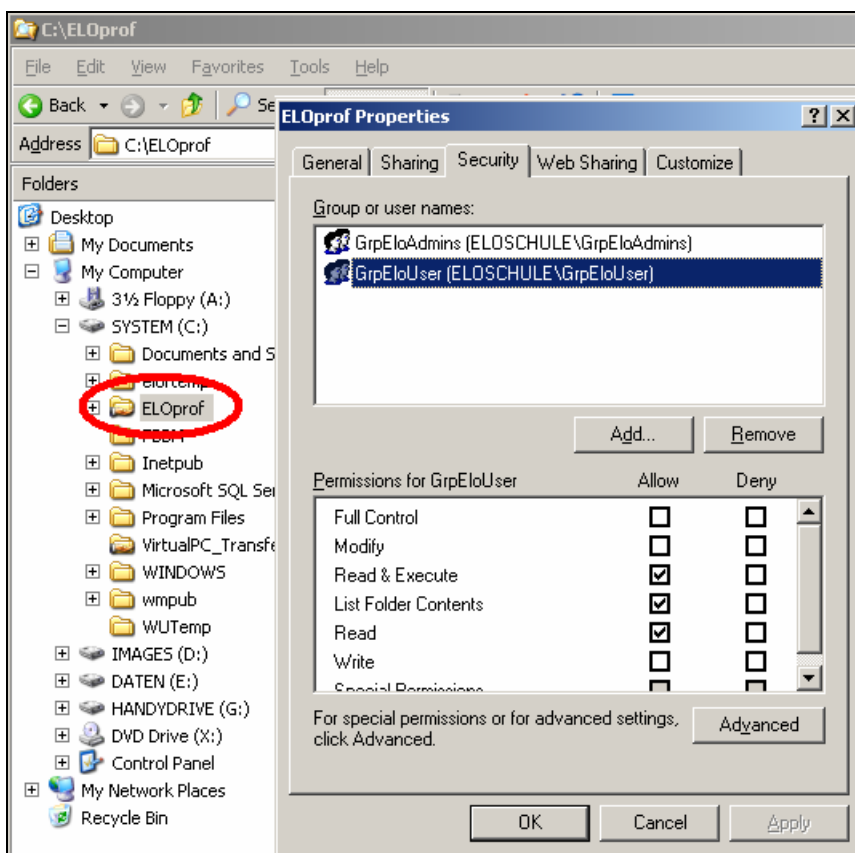 C:\ELOprof
File Edit View Favorites Tools Help
Back Se
Address C:\ELOprof
Folders
Desktop
My Documents
My Computer
3½ Floppy (A:)
SYSTEM (C:)
Documents and S
elortemp
ELOprof
Inetpub
Microsoft SQL Ser
Program Files
VirtualPC_Transfe
WINDOWS
wmpub
WUTemp
IMAGES (D:)
DATEN (E:)
HANDYDRIVE (G:)
DVD Drive (X:)
Control Panel
My Network Places
Recycle Bin
ELOprof Properties
General Sharing Security Web Sharing Customize
Group or user names:
GrpEloAdmins (ELOSCHULE\GrpEloAdmins)
GrpEloUser (ELOSCHULE\GrpEloUser)
Add... Remove
Permissions for GrpEloUser Allow Deny
Full Control
Modify
Read & Execute
List Folder Contents
Read
Write
Special Permissions
For special permissions or for advanced settings,
click Advanced.
Advanced
OK Cancel Apply